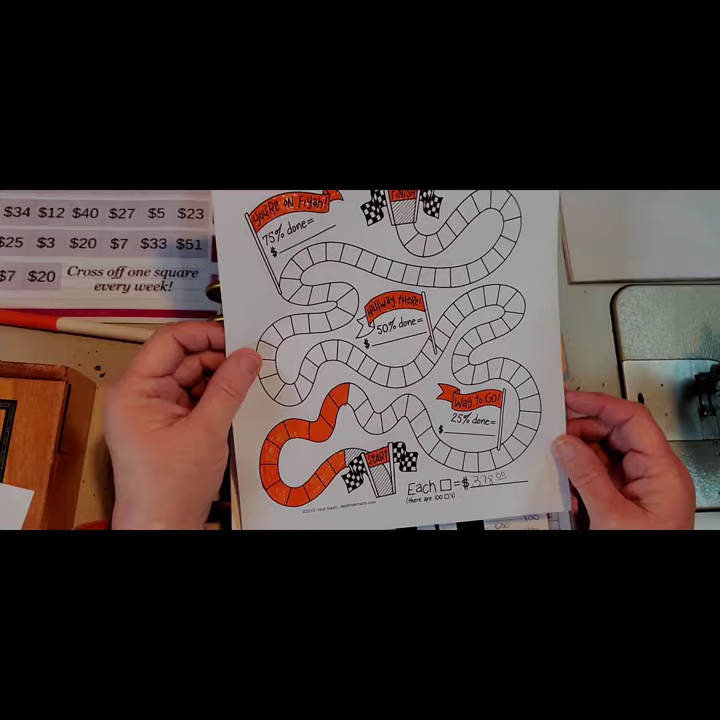 $34 $12 $40 $27 $5 $23
$25 $3 $20 $7 $33 $51
$7 $20 Cross off one square
every week!
YOU'RE ON FIYAH!
75% done=
$
FINISH
HALFWAY THERE!
50% done=
$
WAY TO GO!
25% done=
$
START
Each □ = $ 378.00
(there are 100 □'s)